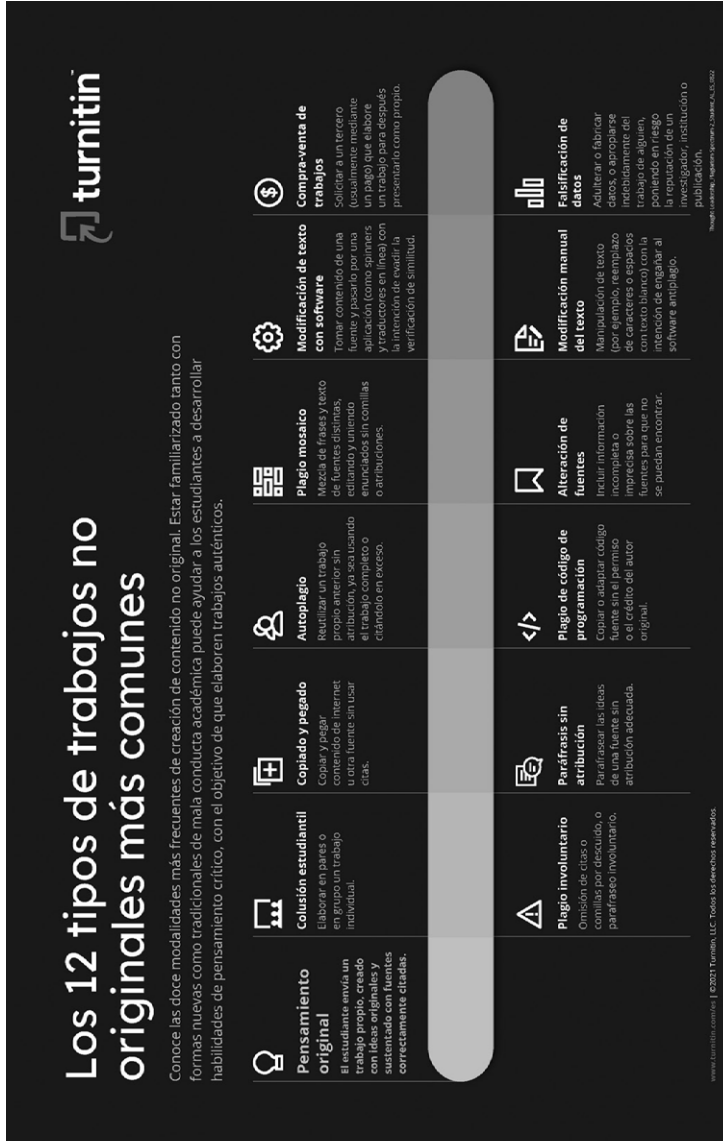 Los 12 tipos de trabajos no
originales más comunes
turnitin
Conoce las doce modalidades más frecuentes de creación de contenido no original. Estar familiarizado tanto con
formas nuevas como tradicionales de mala conducta académica puede ayudar a los estudiantes a desarrollar
habilidades de pensamiento crítico, con el objetivo de que elaboren trabajos auténticos.
Pensamiento
original
El estudiante envía un
trabajo propio, creado
con ideas originales y
sustentado con fuentes
correctamente citadas.
Colusión estudiantil
Elaborar en pares o
en grupo un trabajo
individual.
Copiado y pegado
Copiar y pegar
contenido de internet
u otra fuente sin usar
citas.
Autoplagio
Reutilizar un trabajo
propio anterior sin
atribución, ya sea usando
el trabajo completo o
citándolo en exceso.
Plagio mosaico
Mezcla de frases y texto
de fuentes distintas,
editando y uniendo
enunciados sin comillas
o atribuciones.
Modificación de texto
con software
Tomar contenido de una
fuente y pasarlo por una
aplicación (como spinners
y traductores en línea) con
la intención de evadir la
verificación de similitud.
Compra-venta de
trabajos
Solicitar a un tercero
(usualmente mediante
un pago) que elabore
un trabajo para después
presentarlo como propio.
Plagio involuntario
Omisión de citas o
comillas por descuido, o
parafraseo involuntario.
Paráfrasis sin
atribución
Parafrasear las ideas
de una fuente sin
atribución adecuada.
Plagio de código de
programación
Copiar o adaptar código
fuente sin el permiso
o el crédito del autor
original.
Alteración de
fuentes
Incluir información
incompleta o
imprecisa sobre las
fuentes para que no
se puedan encontrar.
Modificación manual
del texto
Manipulación de texto
(por ejemplo, reemplazo
de caracteres o espacios
con texto blanco) con la
intención de engañar al
software antiplagio.
Falsificación de
datos
Adulterar o fabricar
datos, o apropiarse
indebidamente del
trabajo de alguien,
poniendo en riesgo
la reputación de un
investigador, institución o
publicación.
www.turnitin.com/es | ©2021 Turnitin, LLC. Todos los derechos reservados.